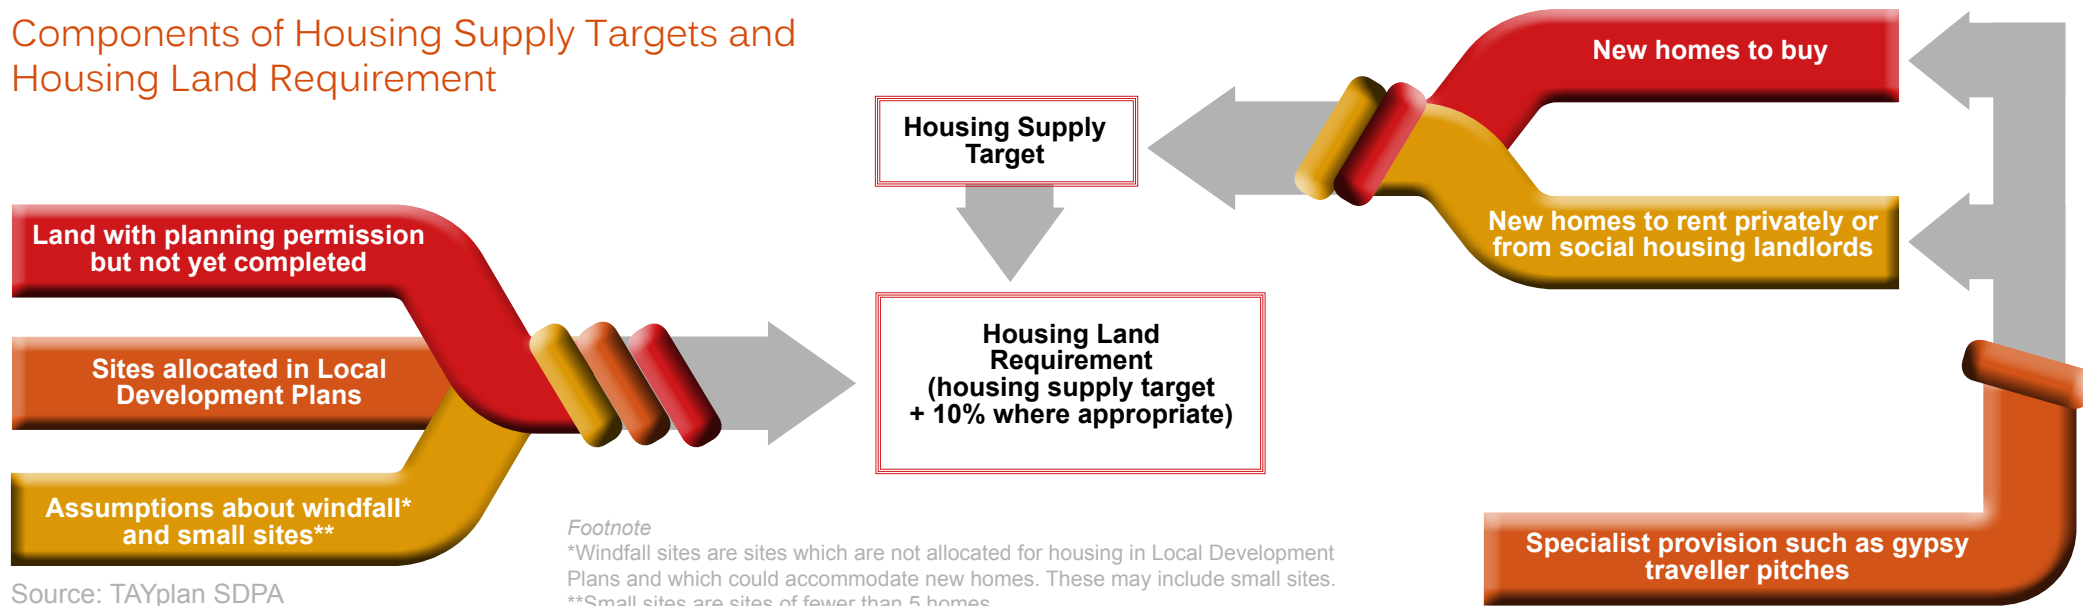 Components of Housing Supply Targets and
Housing Land Requirement
Land with planning permission
but not yet completed
Sites allocated in Local
Development Plans
Assumptions about windfall*
and small sites**
Source: TAYplan SDPA
Housing Supply
Target
Housing Land
Requirement
(housing supply target
+ 10% where appropriate)
New homes to buy
New homes to rent privately or
from social housing landlords
Specialist provision such as gypsy
traveller pitches
Footnote
*Windfall sites are sites which are not allocated for housing in Local Development
Plans and which could accommodate new homes. These may include small sites.
**Small sites are sites of fewer than 5 homes